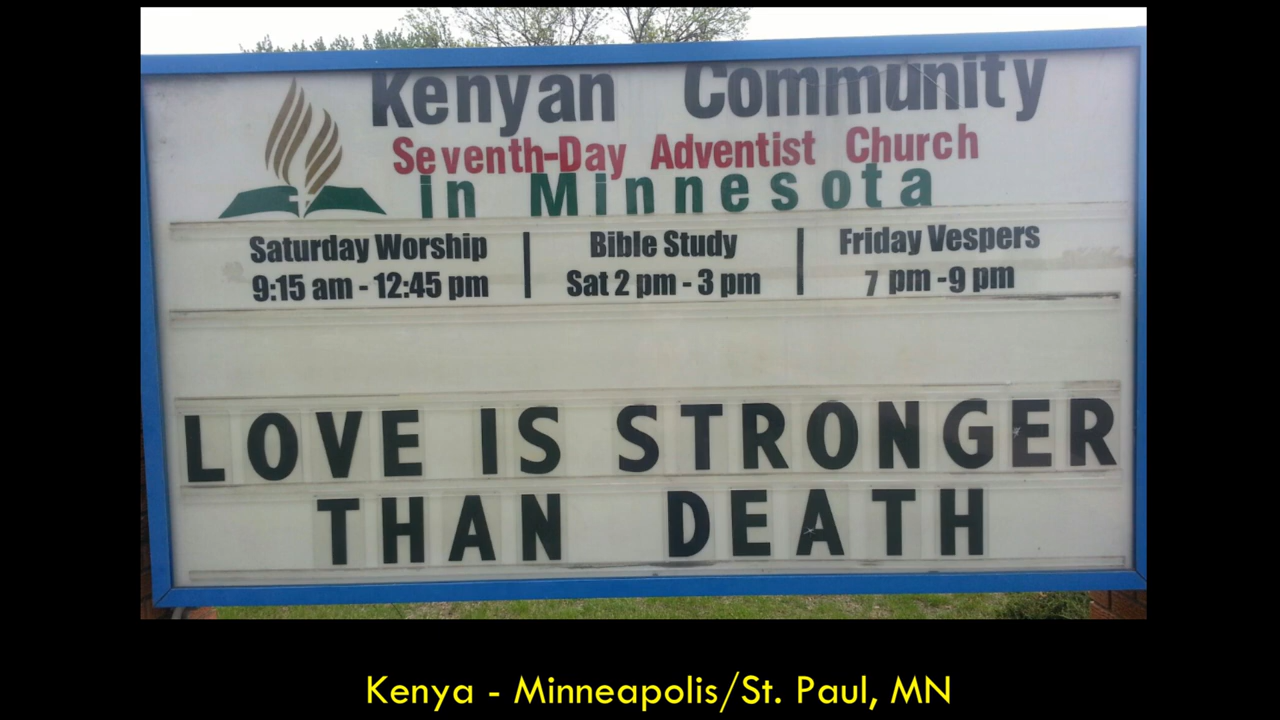 Kenyan Community
Seventh-Day Adventist Church
in Minnesota
Saturday Worship
9:15 am - 12:45 pm
Bible Study
Sat 2 pm - 3 pm
Friday Vespers
7 pm -9 pm
LOVE IS STRONGER
THAN DEATH
Kenya - Minneapolis/St. Paul, MN